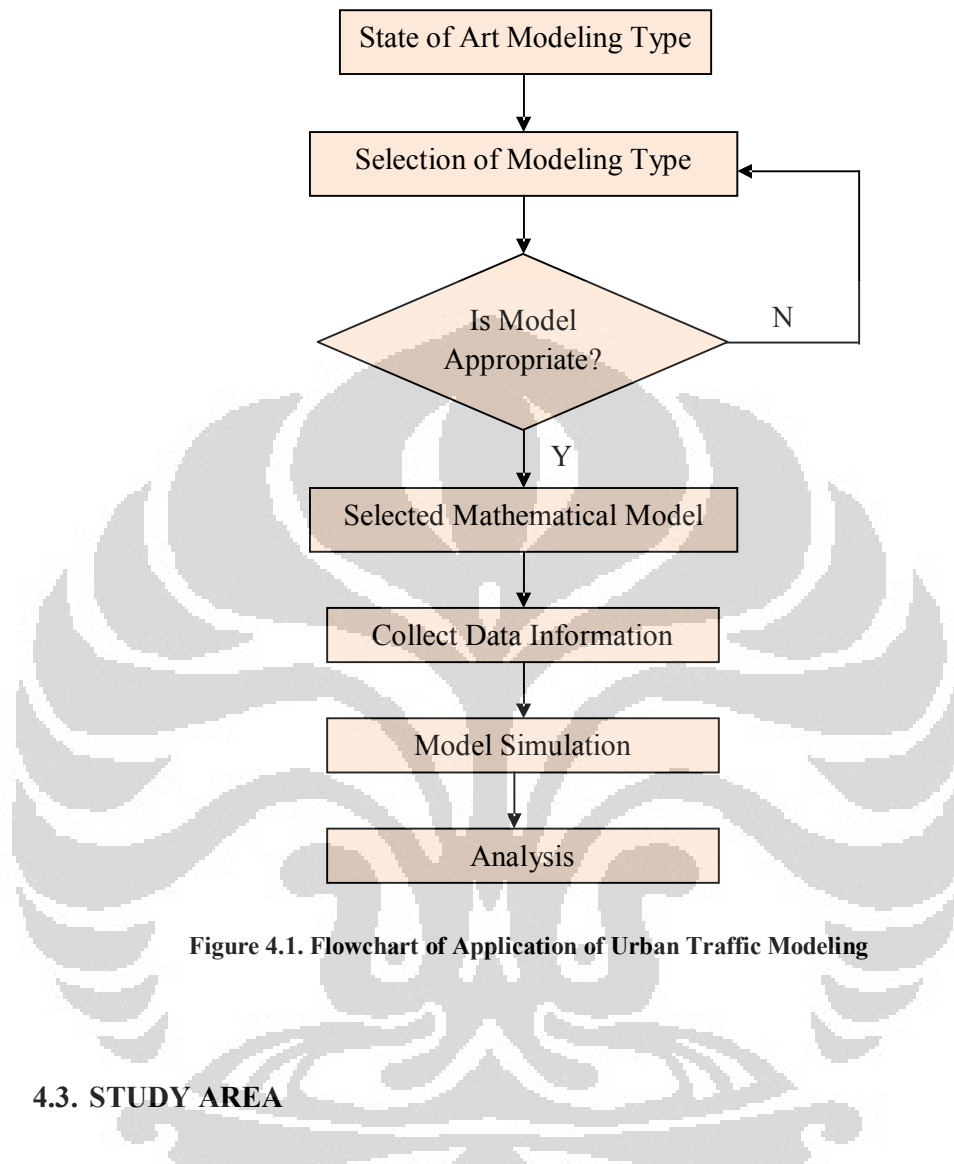 State of Art Modeling Type
Selection of Modeling Type
Is Model
Appropriate?
N
Y
Selected Mathematical Model
Collect Data Information
Model Simulation
Analysis
Figure 4.1. Flowchart of Application of Urban Traffic Modeling
4.3. STUDY AREA